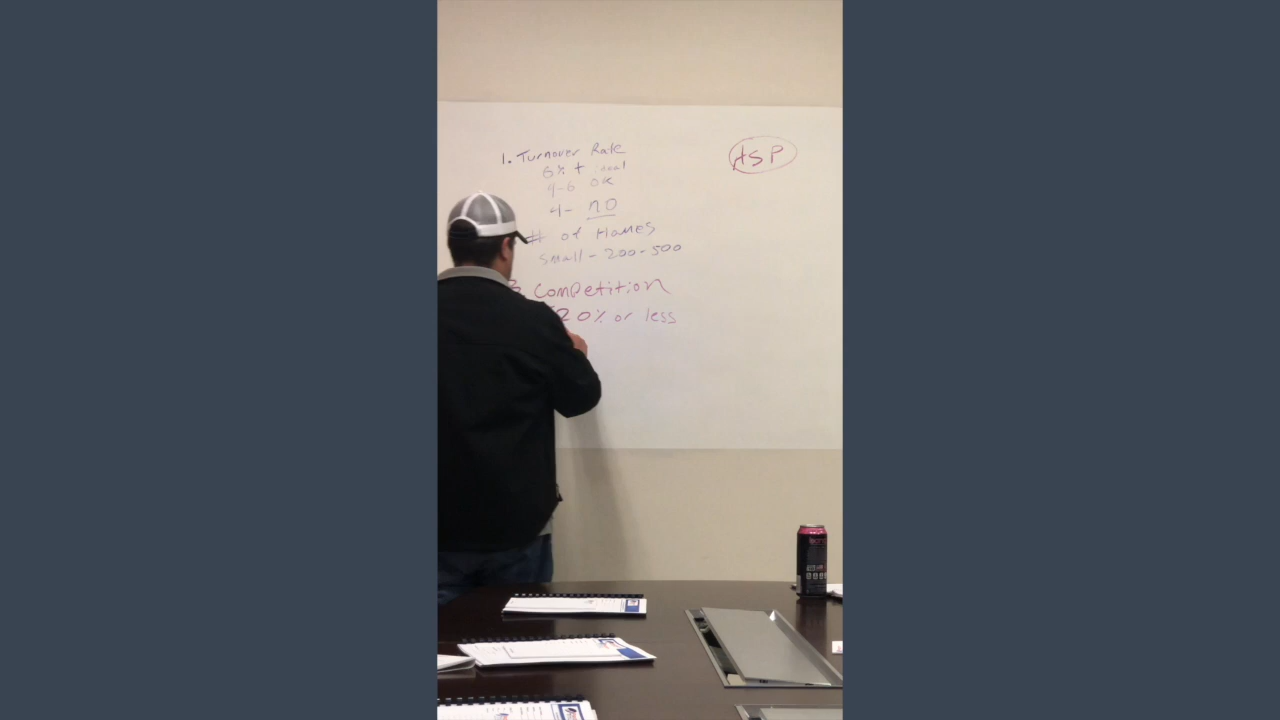 1. Turnover Rate
6% +
4-6 OK
4- no
# of Homes
Small - 200-500
3. Competition
20% or less
ASP